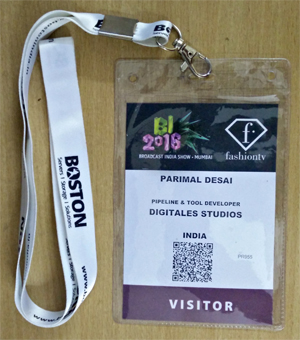 BOSTON
Servers | Storage | Solutions
www.
BI
2018
BROADCAST INDIA SHOW - MUMBAI
f.
fashiontv
PARIMAL DESAI
PIPELINE & TOOL DEVELOPER
DIGITALES STUDIOS
INDIA
VISITOR